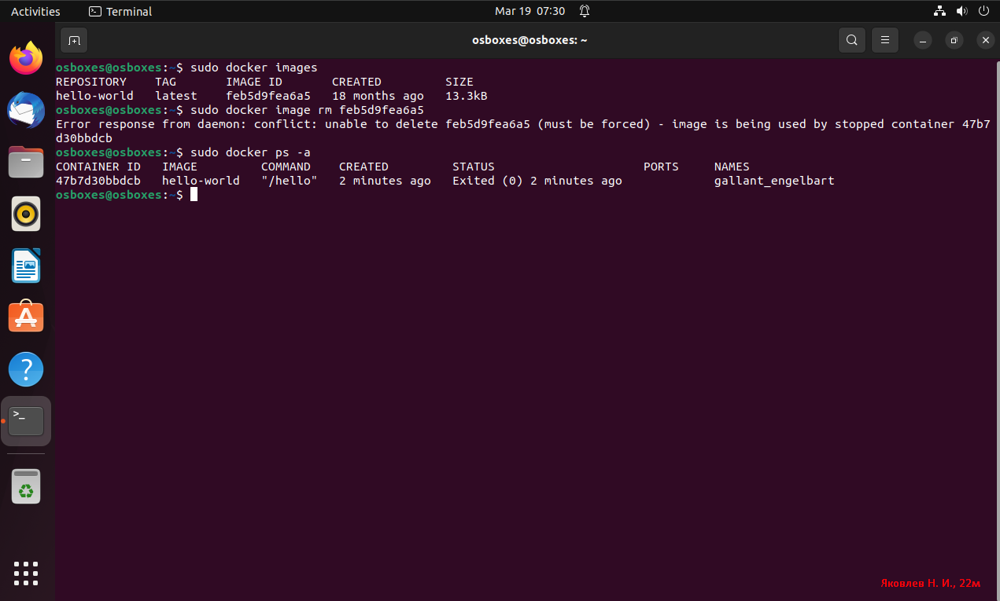 Activities Terminal Mar 19 07:30
osboxes@osboxes: ~
osboxes@osboxes:~$ sudo docker images
REPOSITORY TAG IMAGE ID CREATED SIZE
hello-world latest feb5d9fea6a5 18 months ago 13.3kB
osboxes@osboxes:~$ sudo docker image rm feb5d9fea6a5
Error response from daemon: conflict: unable to delete feb5d9fea6a5 (must be forced) - image is being used by stopped container 47b7
d30bbdcb
osboxes@osboxes:~$ sudo docker ps -a
CONTAINER ID IMAGE COMMAND CREATED STATUS PORTS NAMES
47b7d30bbdcb hello-world "/hello" 2 minutes ago Exited (0) 2 minutes ago gallant_engelbart
osboxes@osboxes:~$
Яковлев Н. И., 22м